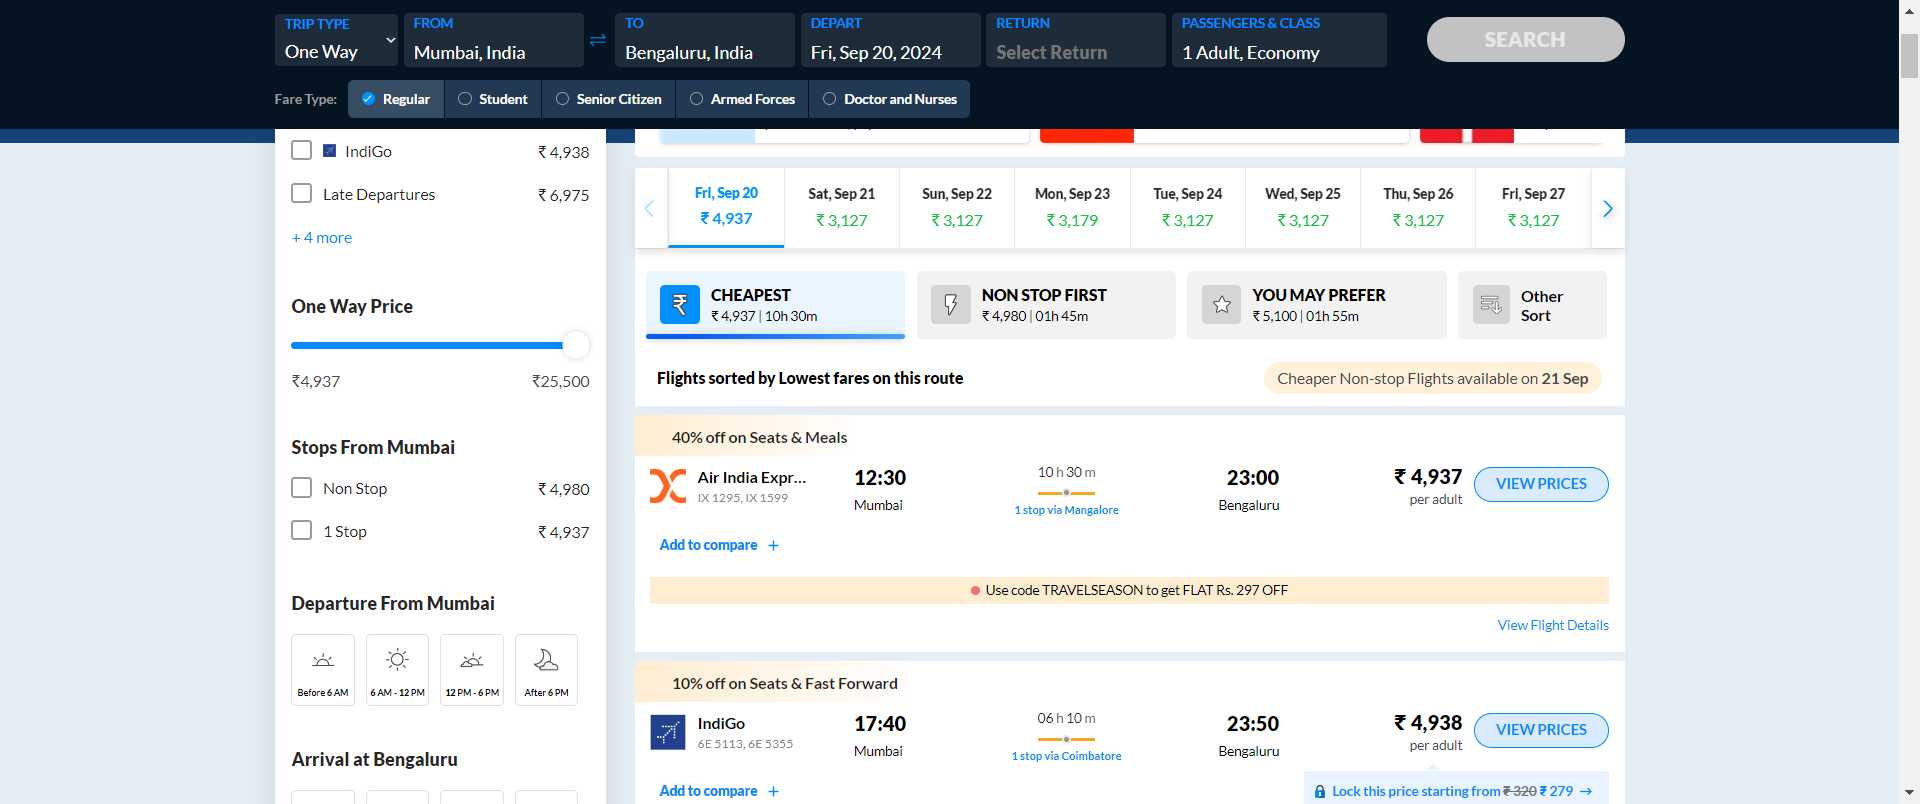 TRIP TYPE
One Way
FROM
Mumbai, India
TO
Bengaluru, India
DEPART
Fri, Sep 20, 2024
RETURN
Select Return
PASSENGERS & CLASS
1 Adult, Economy
SEARCH
Fare Type:
Regular
Student
Senior Citizen
Armed Forces
Doctor and Nurses
IndiGo ₹ 4,938
Late Departures ₹ 6,975
+ 4 more
One Way Price
₹4,937 ₹25,500
Stops From Mumbai
Non Stop ₹ 4,980
1 Stop ₹ 4,937
Departure From Mumbai
Before 6 AM
6 AM - 12 PM
12 PM - 6 PM
After 6 PM
Arrival at Bengaluru
Fri, Sep 20
₹ 4,937
Sat, Sep 21
₹ 3,127
Sun, Sep 22
₹ 3,127
Mon, Sep 23
₹ 3,179
Tue, Sep 24
₹ 3,127
Wed, Sep 25
₹ 3,127
Thu, Sep 26
₹ 3,127
Fri, Sep 27
₹ 3,127
CHEAPEST
₹ 4,937 | 10h 30m
NON STOP FIRST
₹ 4,980 | 01h 45m
YOU MAY PREFER
₹ 5,100 | 01h 55m
Other
Sort
Flights sorted by Lowest fares on this route
Cheaper Non-stop Flights available on 21 Sep
40% off on Seats & Meals
Air India Expr...
IX 1295, IX 1599
12:30
Mumbai
10 h 30 m
1 stop via Mangalore
23:00
Bengaluru
₹ 4,937
per adult
VIEW PRICES
Add to compare +
Use code TRAVELSEASON to get FLAT Rs. 297 OFF
View Flight Details
10% off on Seats & Fast Forward
IndiGo
6E 5113, 6E 5355
17:40
Mumbai
06 h 10 m
1 stop via Coimbatore
23:50
Bengaluru
₹ 4,938
per adult
VIEW PRICES
Add to compare +
Lock this price starting from ₹ 320 ₹ 279 →